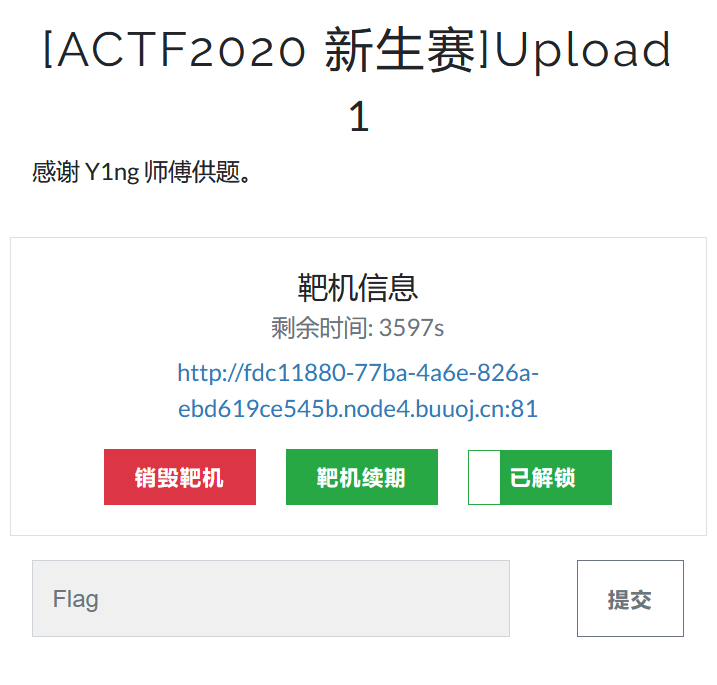 [ACTF2020 新生赛]Upload
1
感谢 Y1ng 师傅供题。
靶机信息
剩余时间: 3597s
http://fdc11880-77ba-4a6e-826a-
ebd619ce545b.node4.buuoj.cn:81
销毁靶机
靶机续期
已解锁
Flag
提交